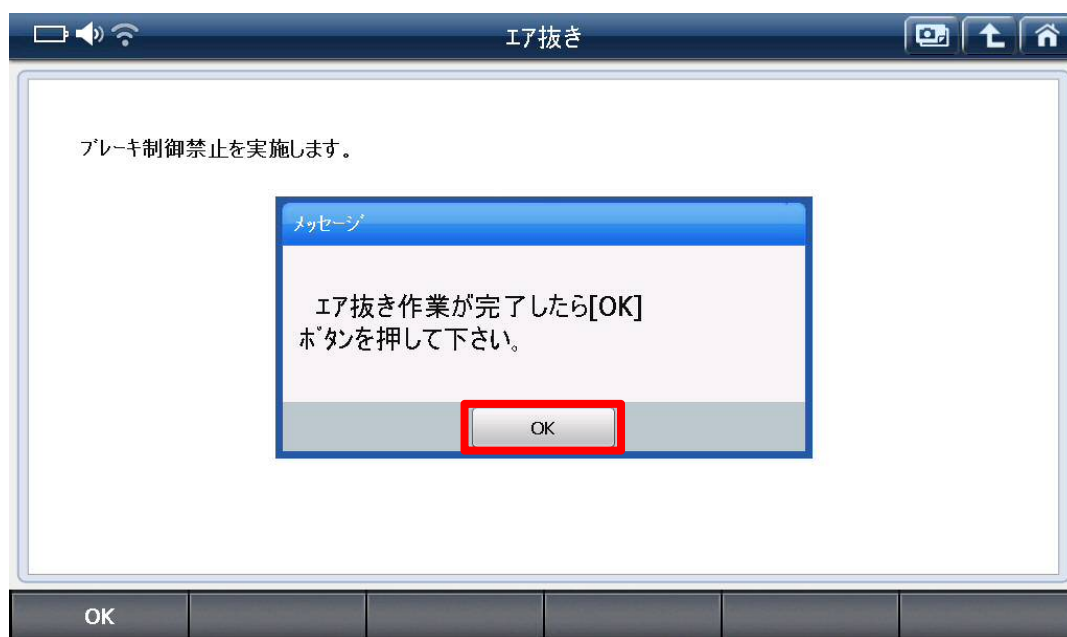 エア抜き
ブレーキ制御禁止を実施します。
メッセージ
エア抜き作業が完了したら[OK]
ボタンを押して下さい。
OK
OK